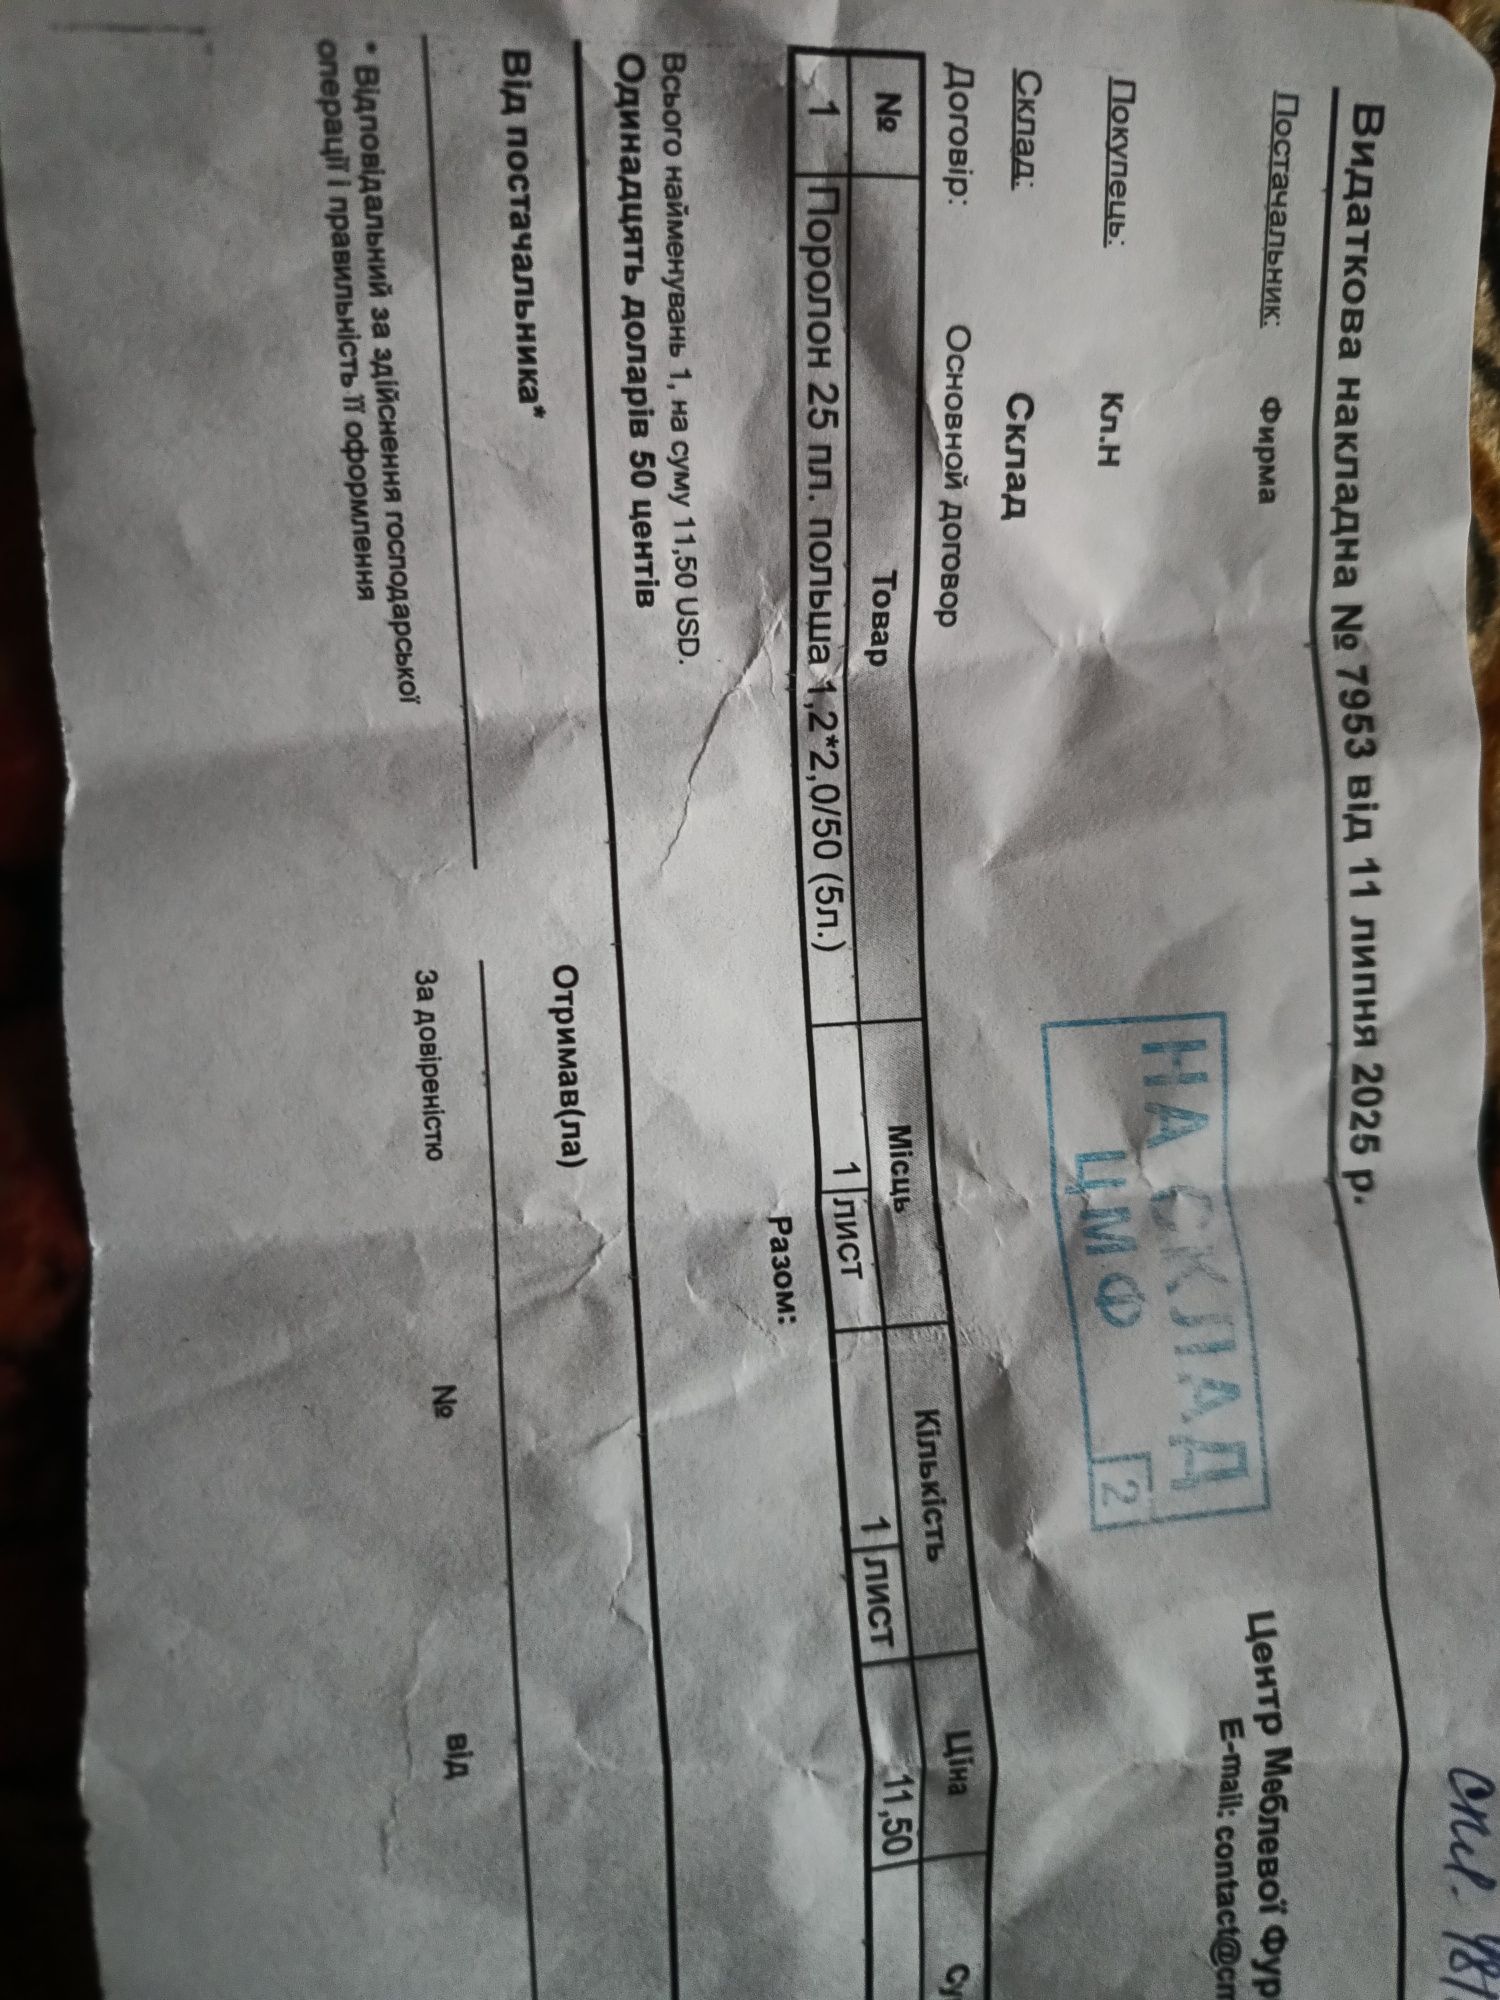 опл. 48
Видаткова накладна № 7953 від 11 липня 2025 р.
Постачальник: Фирма
Центр Меблевої Фур
E-mail: contact@cm
Покупець: Кл.Н
НА СКЛАД
ЦМФ 2
Склад: Склад
Договір: Основной договор
№ Товар Місць Кількість Ціна Су
1 Поролон 25 пл. польша 1,2*2,0/50 (5л.) 1 лист 1 лист 11,50
Разом:
Всього найменувань 1, на суму 11,50 USD.
Одинадцять доларів 50 центів
Від постачальника* Отримав(ла)
* Відповідальний за здійснення господарської
операції і правильність її оформлення
За довіреністю № від